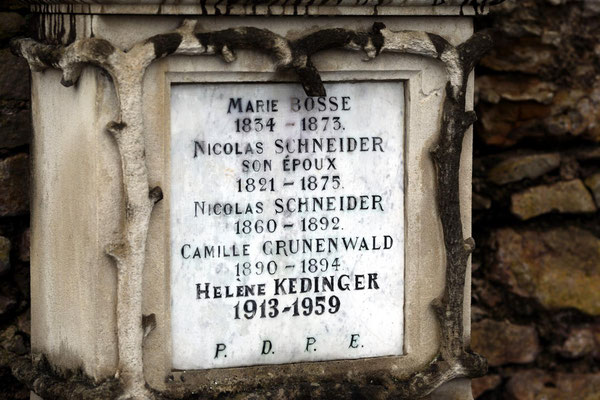 MARIE BOSSE
1834 – 1873.
NICOLAS SCHNEIDER
SON ÉPOUX
1821 – 1875.
NICOLAS SCHNEIDER
1860 – 1892.
CAMILLE GRUNENWALD
1890 – 1894
HELÈNE KEDINGER
1913-1959
P. D. P. E.